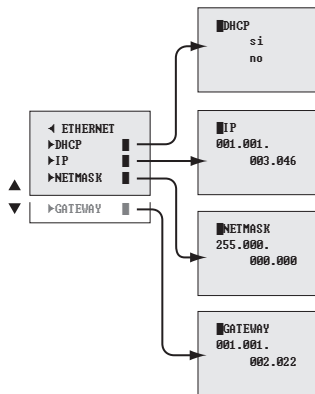 ETHERNET
DHCP
IP
NETMASK
GATEWAY
DHCP
si
no
IP
001.001.
003.046
NETMASK
255.000.
000.000
GATEWAY
001.001.
002.022